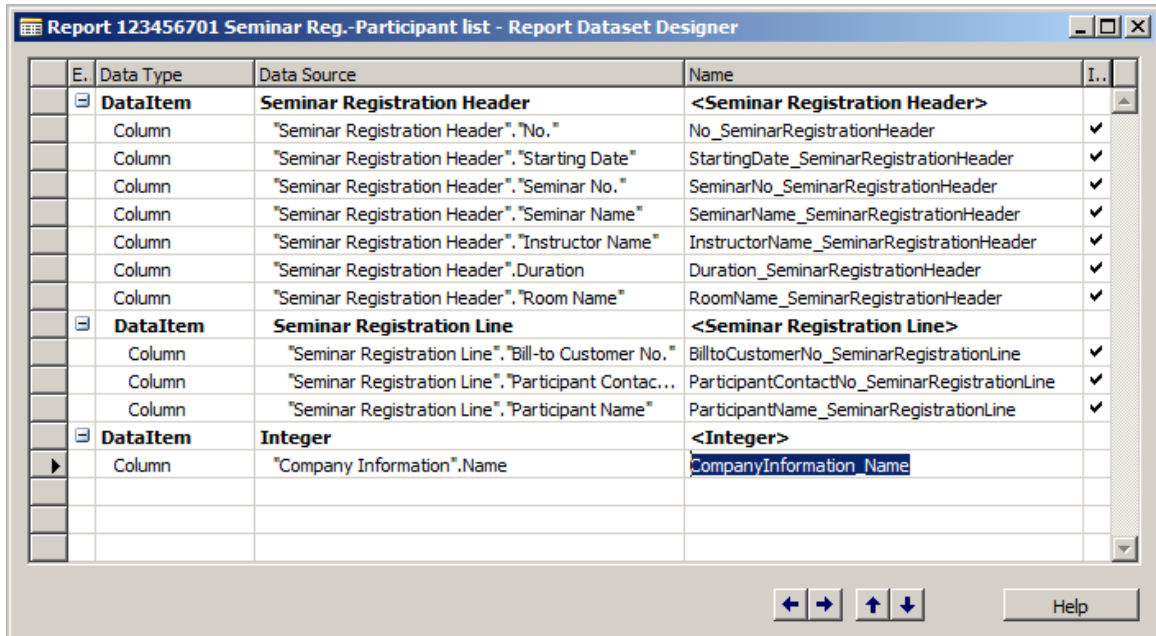 Report 123456701 Seminar Reg.-Participant list - Report Dataset Designer
E. Data Type Data Source Name I..
DataItem Seminar Registration Header <Seminar Registration Header>
Column "Seminar Registration Header"."No." No_SeminarRegistrationHeader
Column "Seminar Registration Header"."Starting Date" StartingDate_SeminarRegistrationHeader
Column "Seminar Registration Header"."Seminar No." SeminarNo_SeminarRegistrationHeader
Column "Seminar Registration Header"."Seminar Name" SeminarName_SeminarRegistrationHeader
Column "Seminar Registration Header"."Instructor Name" InstructorName_SeminarRegistrationHeader
Column "Seminar Registration Header".Duration Duration_SeminarRegistrationHeader
Column "Seminar Registration Header"."Room Name" RoomName_SeminarRegistrationHeader
DataItem Seminar Registration Line <Seminar Registration Line>
Column "Seminar Registration Line"."Bill-to Customer No." BilltoCustomerNo_SeminarRegistrationLine
Column "Seminar Registration Line"."Participant Contac... ParticipantContactNo_SeminarRegistrationLine
Column "Seminar Registration Line"."Participant Name" ParticipantName_SeminarRegistrationLine
DataItem Integer <Integer>
Column "Company Information".Name CompanyInformation_Name
Help